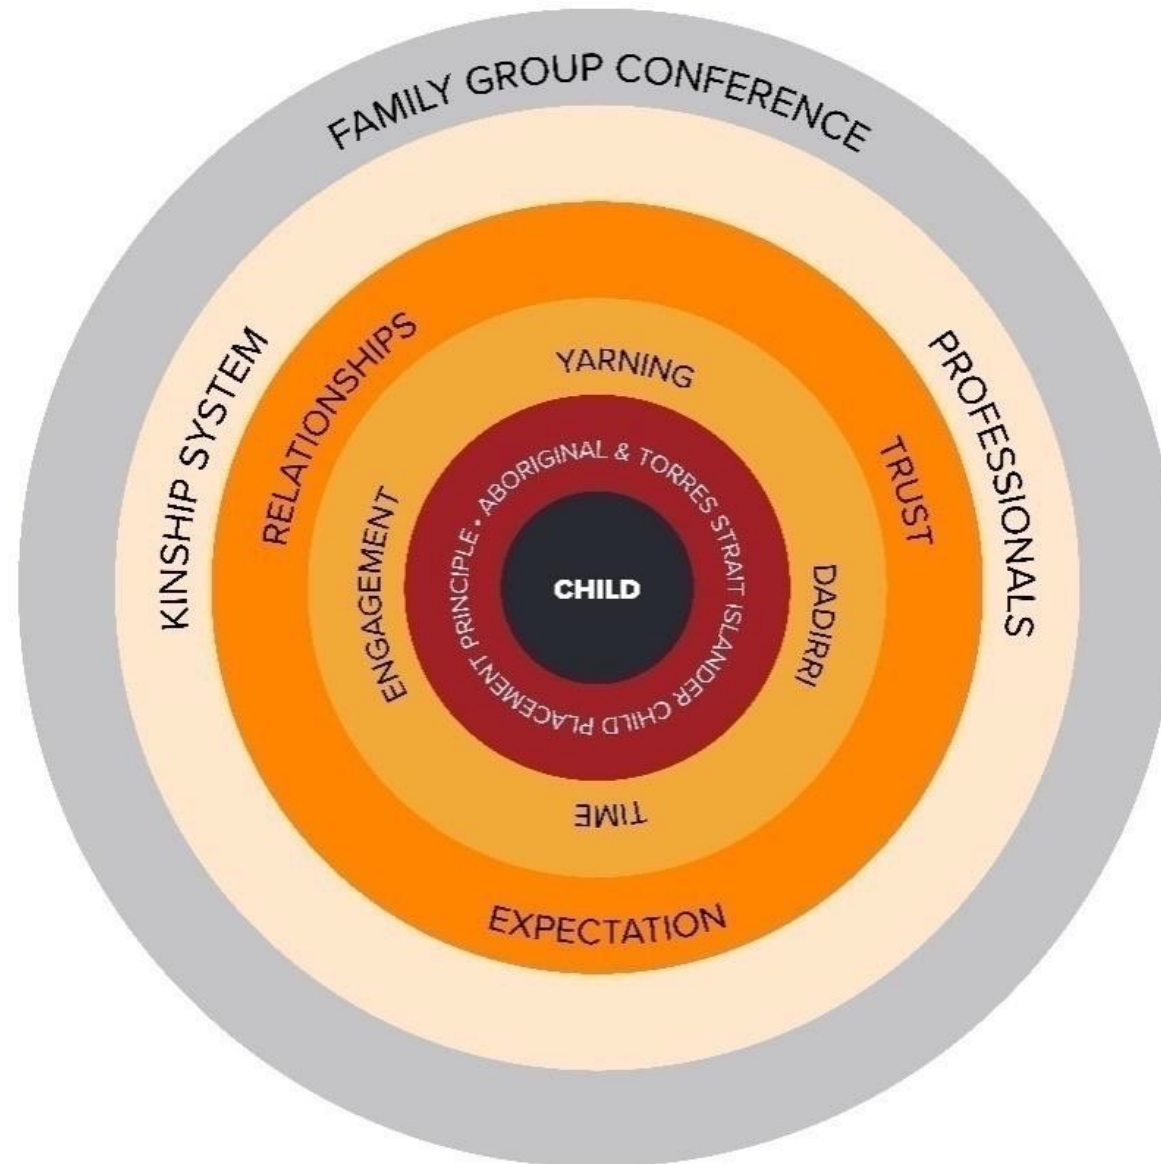 FAMILY GROUP CONFERENCE
KINSHIP SYSTEM
PROFESSIONALS
RELATIONSHIPS
TRUST
EXPECTATION
YARNING
ENGAGEMENT
DADIRRI
TIME
ABORIGINAL & TORRES STRAIT ISLANDER CHILD PLACEMENT PRINCIPLE •
CHILD